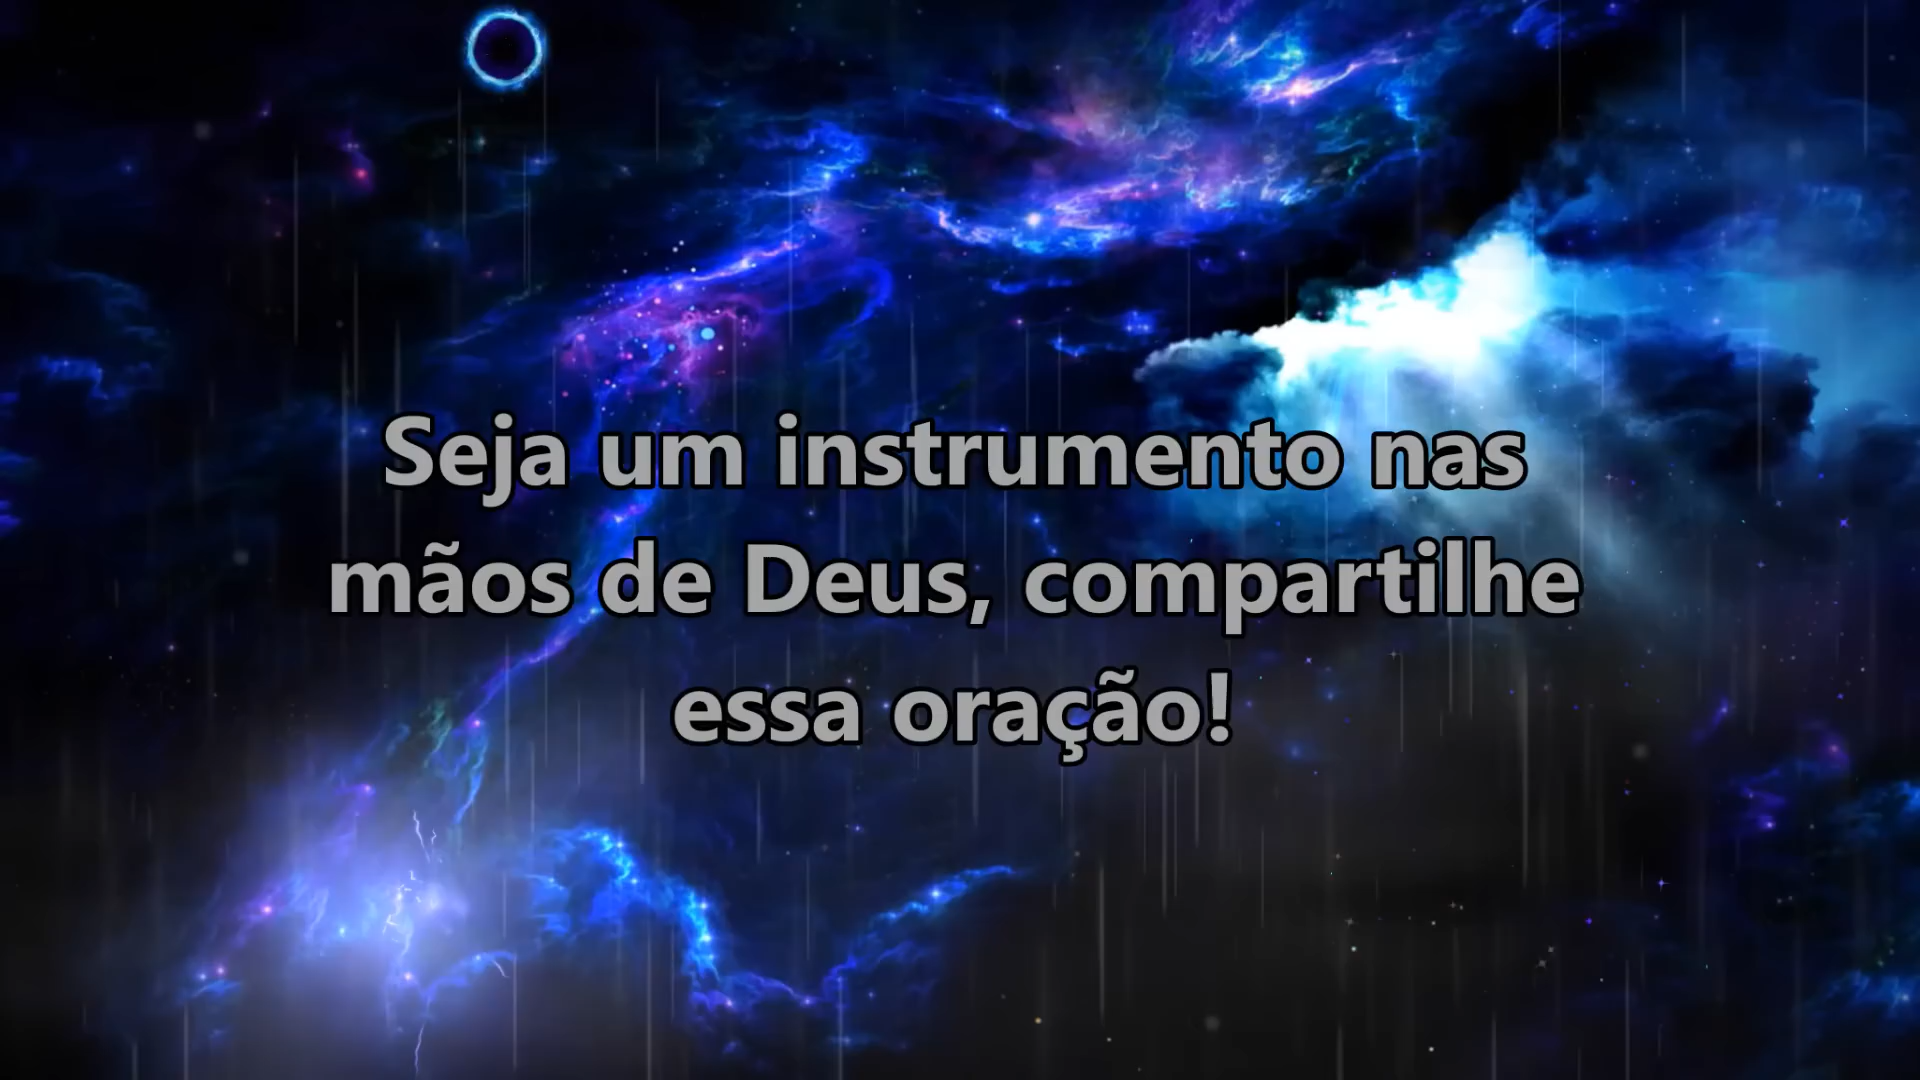 Seja um instrumento nas
mãos de Deus, compartilhe
essa oração!